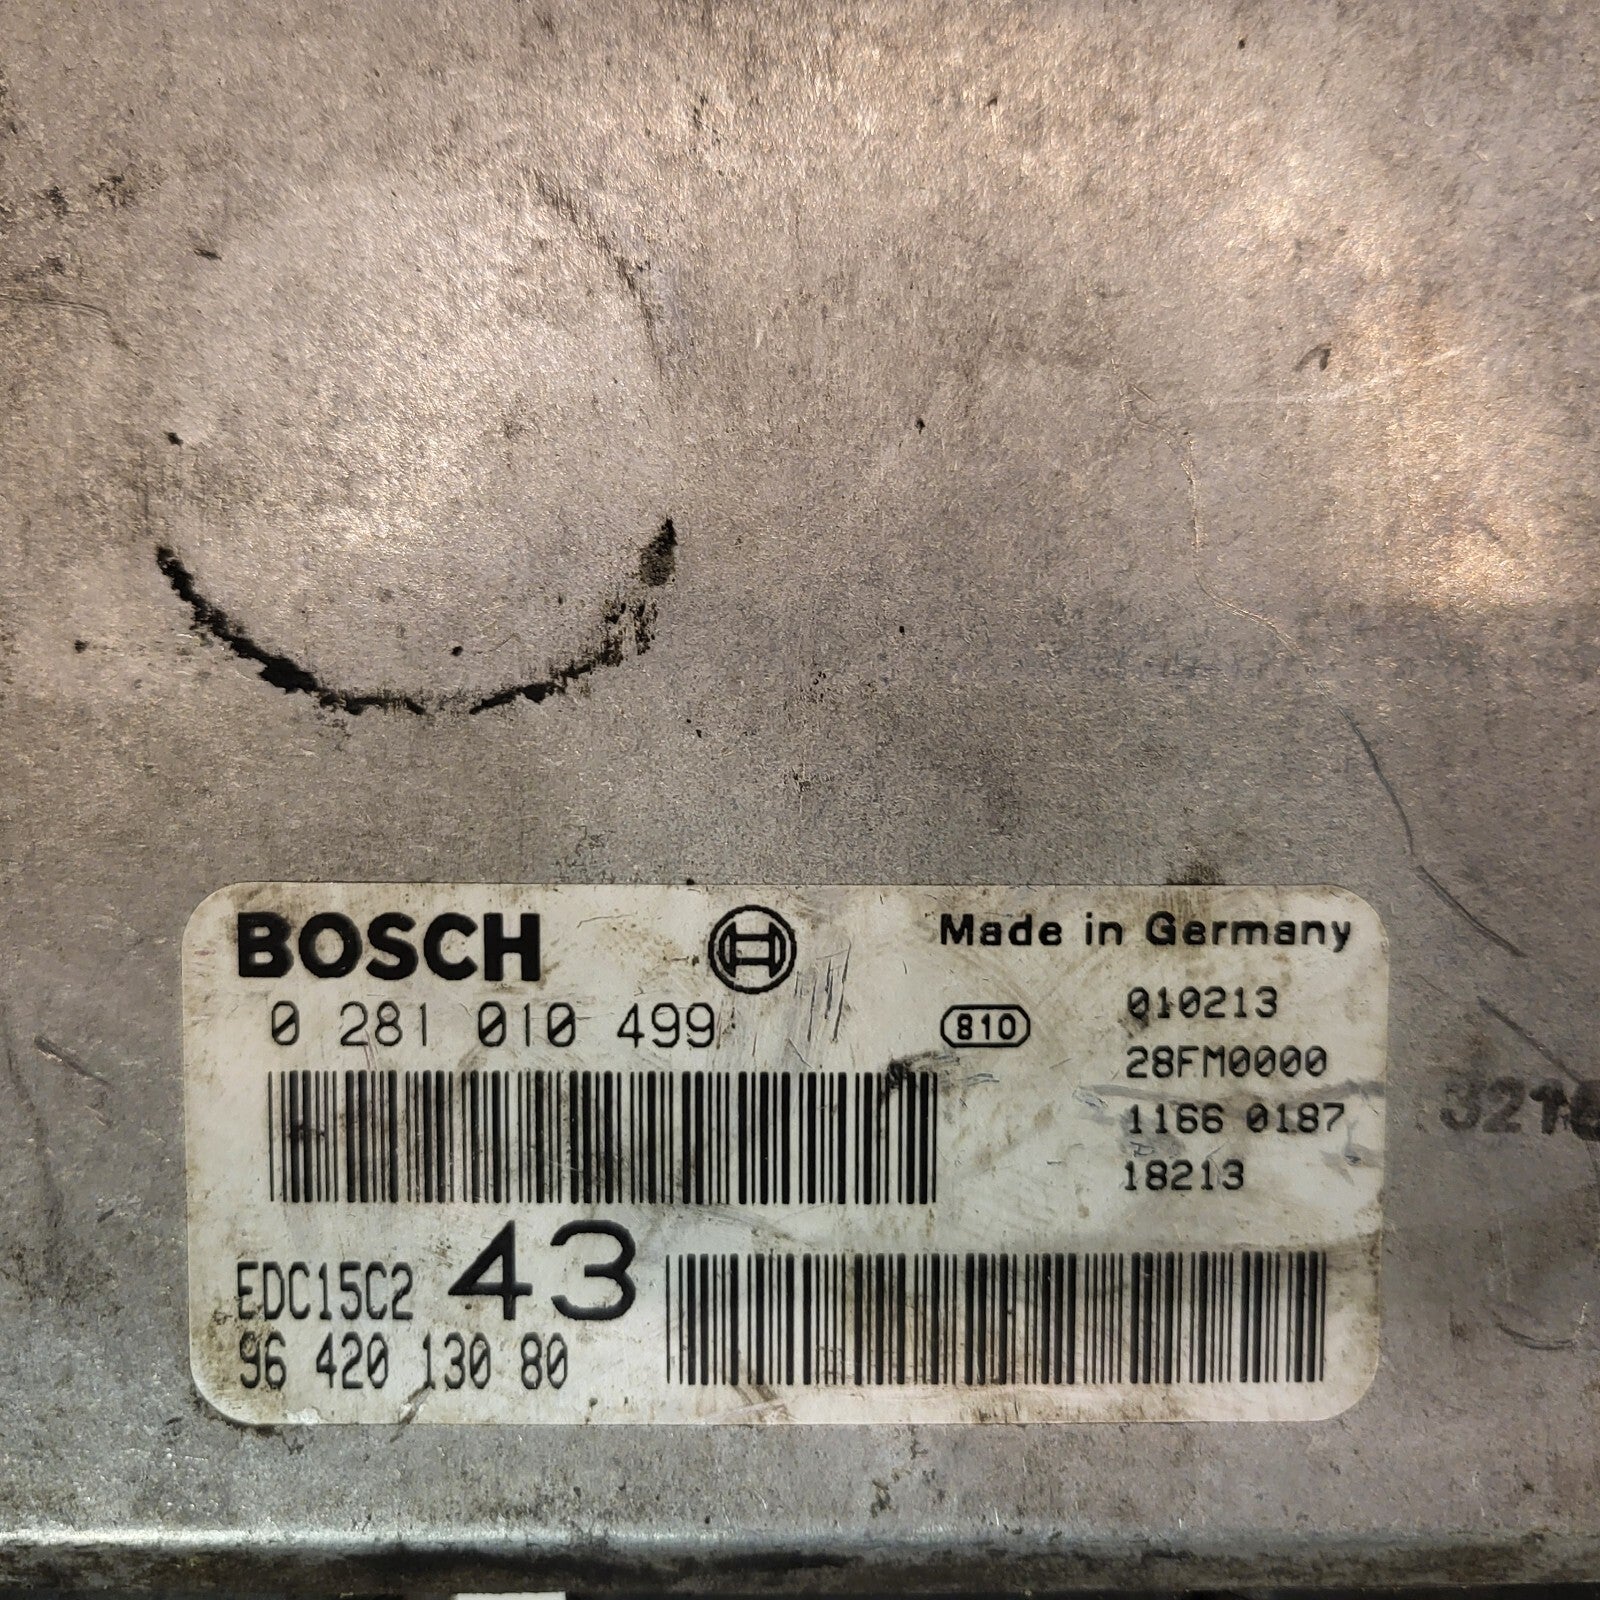 BOSCH
Made in Germany
0 281 010 499
810
010213
28FM0000
1166 0187
18213
EDC15C2
43
96 420 130 80